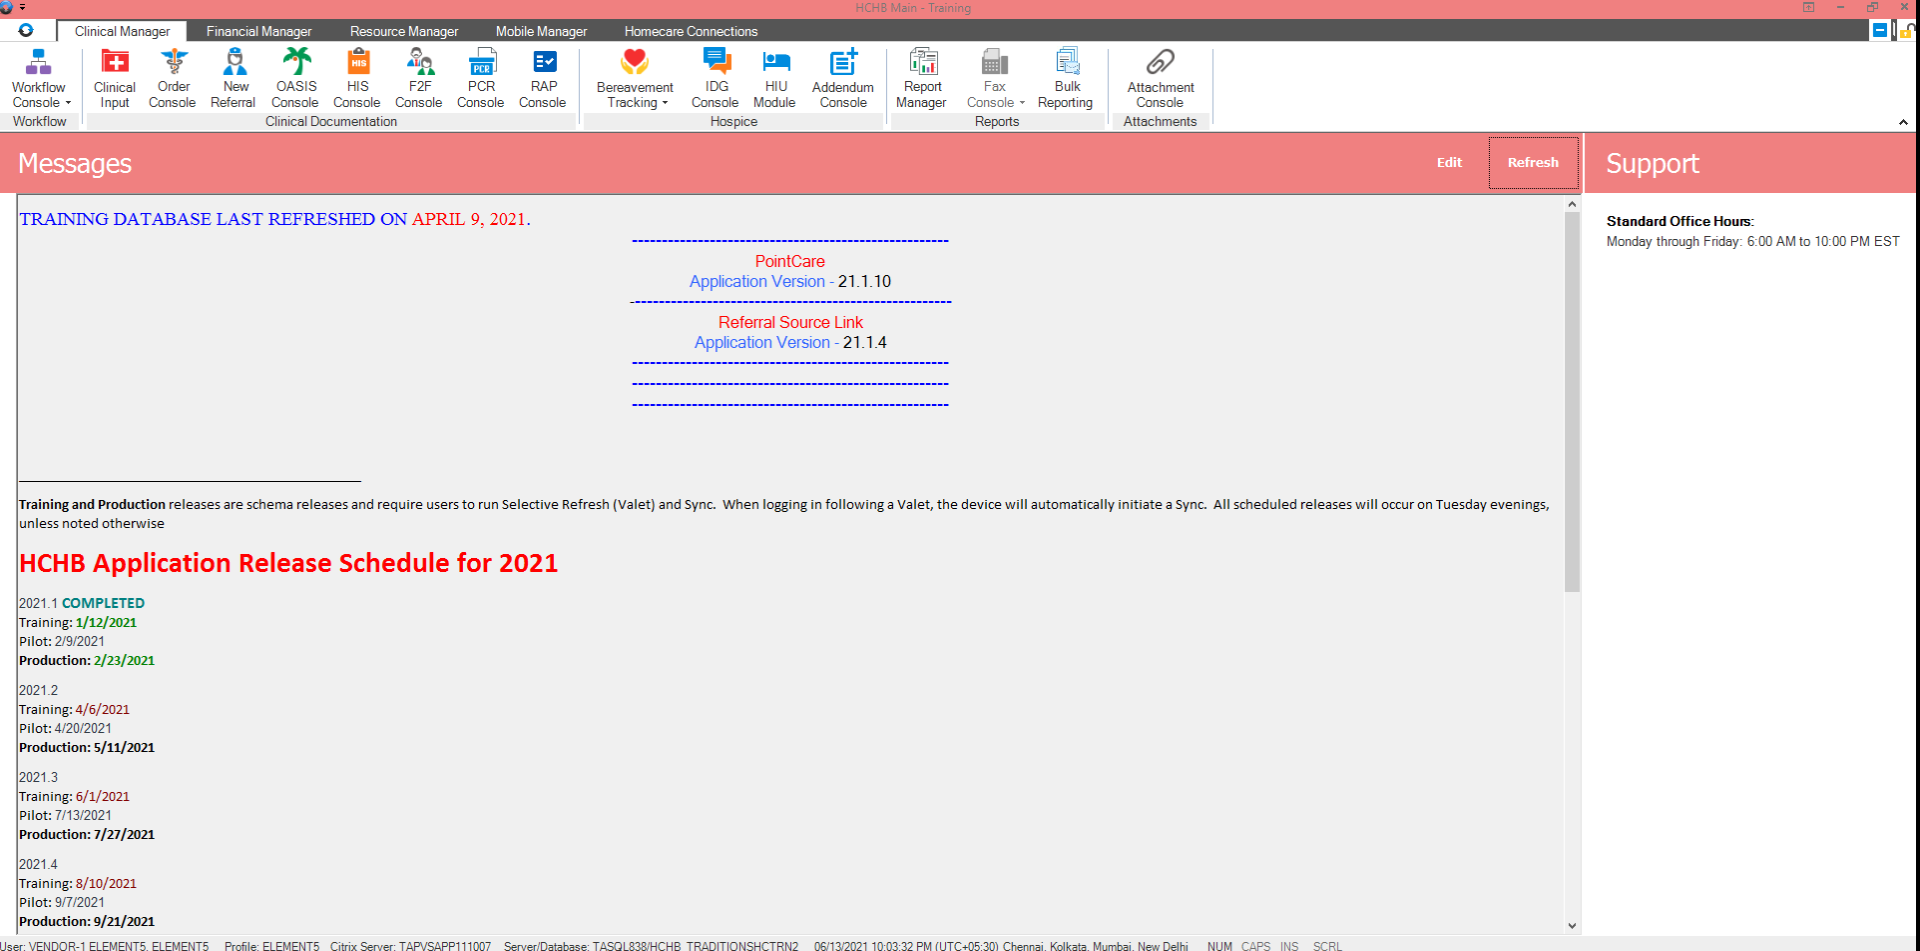 HCHB Main - Training
Clinical Manager Financial Manager Resource Manager Mobile Manager Homecare Connections
Workflow Console
Clinical Input
Order Console
New Referral
OASIS Console
HIS
HIS Console
F2F Console
PCR
PCR Console
RAP Console
Bereavement Tracking
IDG Console
HIU Module
Addendum Console
Report Manager
Fax Console
Bulk Reporting
Attachment Console
Workflow Clinical Documentation Hospice Reports Attachments
Messages Edit Refresh Support
TRAINING DATABASE LAST REFRESHED ON APRIL 9, 2021.
Standard Office Hours:
Monday through Friday: 6:00 AM to 10:00 PM EST
-----------------------------------------------------
PointCare
Application Version - 21.1.10
------------------------------------------------------
Referral Source Link
Application Version - 21.1.4
-----------------------------------------------------
-----------------------------------------------------
-----------------------------------------------------
Training and Production releases are schema releases and require users to run Selective Refresh (Valet) and Sync.  When logging in following a Valet, the device will automatically initiate a Sync.  All scheduled releases will occur on Tuesday evenings,
unless noted otherwise
HCHB Application Release Schedule for 2021
2021.1 COMPLETED
Training: 1/12/2021
Pilot: 2/9/2021
Production: 2/23/2021
2021.2
Training: 4/6/2021
Pilot: 4/20/2021
Production: 5/11/2021
2021.3
Training: 6/1/2021
Pilot: 7/13/2021
Production: 7/27/2021
2021.4
Training: 8/10/2021
Pilot: 9/7/2021
Production: 9/21/2021
User: VENDOR-1 ELEMENT5, ELEMENT5 Profile: ELEMENT5 Citrix Server: TAPVSAPP111007 Server/Database: TASQL838/HCHB_TRADITIONSHCTRN2 06/13/2021 10:03:32 PM (UTC+05:30) Chennai, Kolkata, Mumbai, New Delhi NUM CAPS INS SCRL